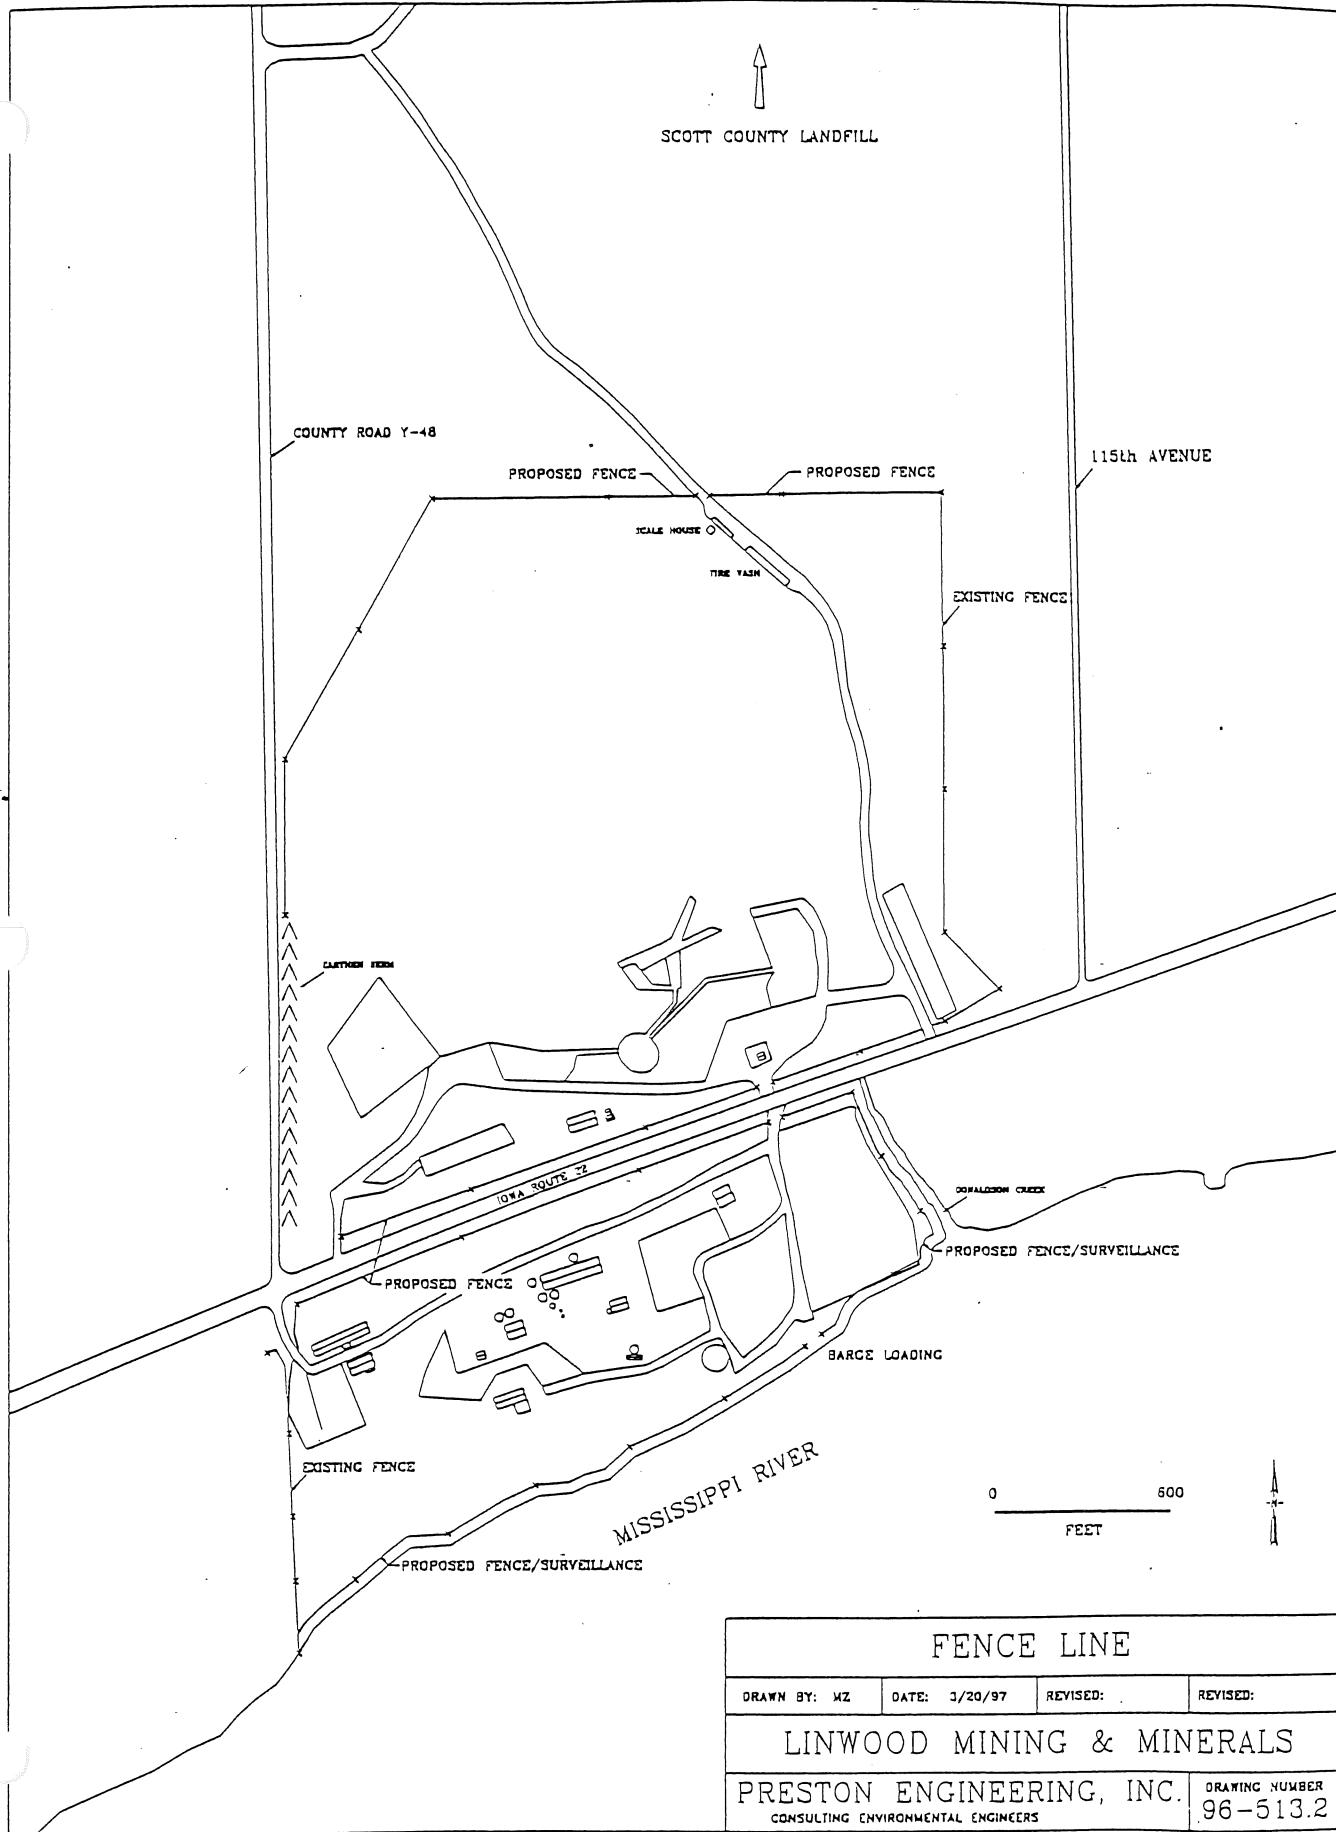 SCOTT COUNTY LANDFILL
COUNTY ROAD Y-48
115th AVENUE
PROPOSED FENCE
PROPOSED FENCE
SCALE HOUSE
TIRE WASH
EXISTING FENCE
EARTHEN BERM
IOWA ROUTE 22
DONALDSON CREEK
PROPOSED FENCE/SURVEILLANCE
PROPOSED FENCE
BARGE LOADING
EXISTING FENCE
MISSISSIPPI RIVER
PROPOSED FENCE/SURVEILLANCE
0 600
FEET
-N-
FENCE LINE
DRAWN BY: MZ DATE: 3/20/97 REVISED: REVISED:
LINWOOD MINING & MINERALS
PRESTON ENGINEERING, INC.
CONSULTING ENVIRONMENTAL ENGINEERS
DRAWING NUMBER
96-513.2